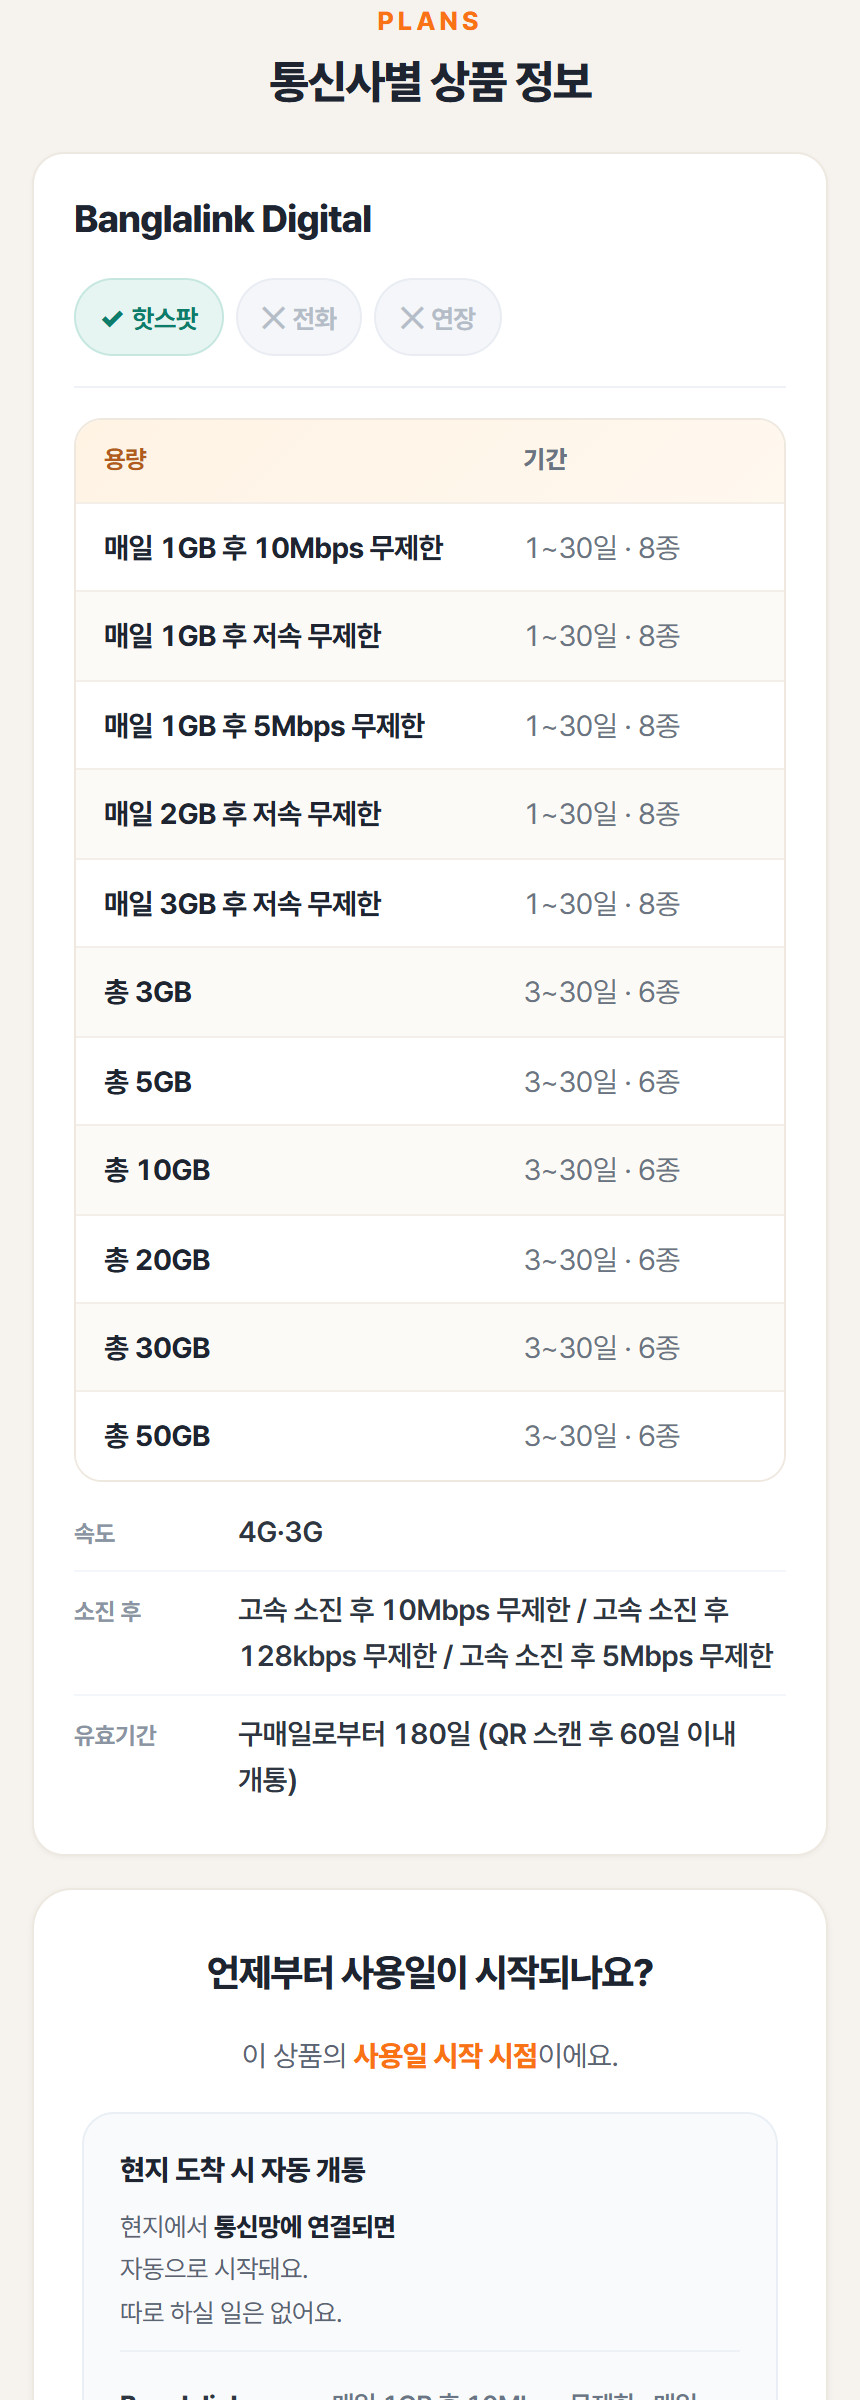 PLANS
통신사별 상품 정보
Banglalink Digital
✓ 핫스팟 ✕ 전화 ✕ 연장
용량 기간
매일 1GB 후 10Mbps 무제한 1~30일 · 8종
매일 1GB 후 저속 무제한 1~30일 · 8종
매일 1GB 후 5Mbps 무제한 1~30일 · 8종
매일 2GB 후 저속 무제한 1~30일 · 8종
매일 3GB 후 저속 무제한 1~30일 · 8종
총 3GB 3~30일 · 6종
총 5GB 3~30일 · 6종
총 10GB 3~30일 · 6종
총 20GB 3~30일 · 6종
총 30GB 3~30일 · 6종
총 50GB 3~30일 · 6종
속도 4G·3G
소진 후 고속 소진 후 10Mbps 무제한 / 고속 소진 후
128kbps 무제한 / 고속 소진 후 5Mbps 무제한
유효기간 구매일로부터 180일 (QR 스캔 후 60일 이내
개통)
언제부터 사용일이 시작되나요?
이 상품의 사용일 시작 시점이에요.
현지 도착 시 자동 개통
현지에서 통신망에 연결되면
자동으로 시작돼요.
따로 하실 일은 없어요.